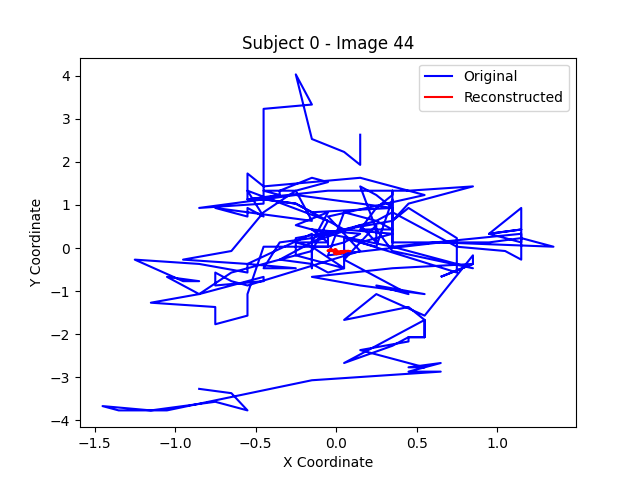 Subject 0 - Image 44
Original
Reconstructed
Y Coordinate
4
3
2
1
0
−1
−2
−3
−4
−1.5 −1.0 −0.5 0.0 0.5 1.0
X Coordinate